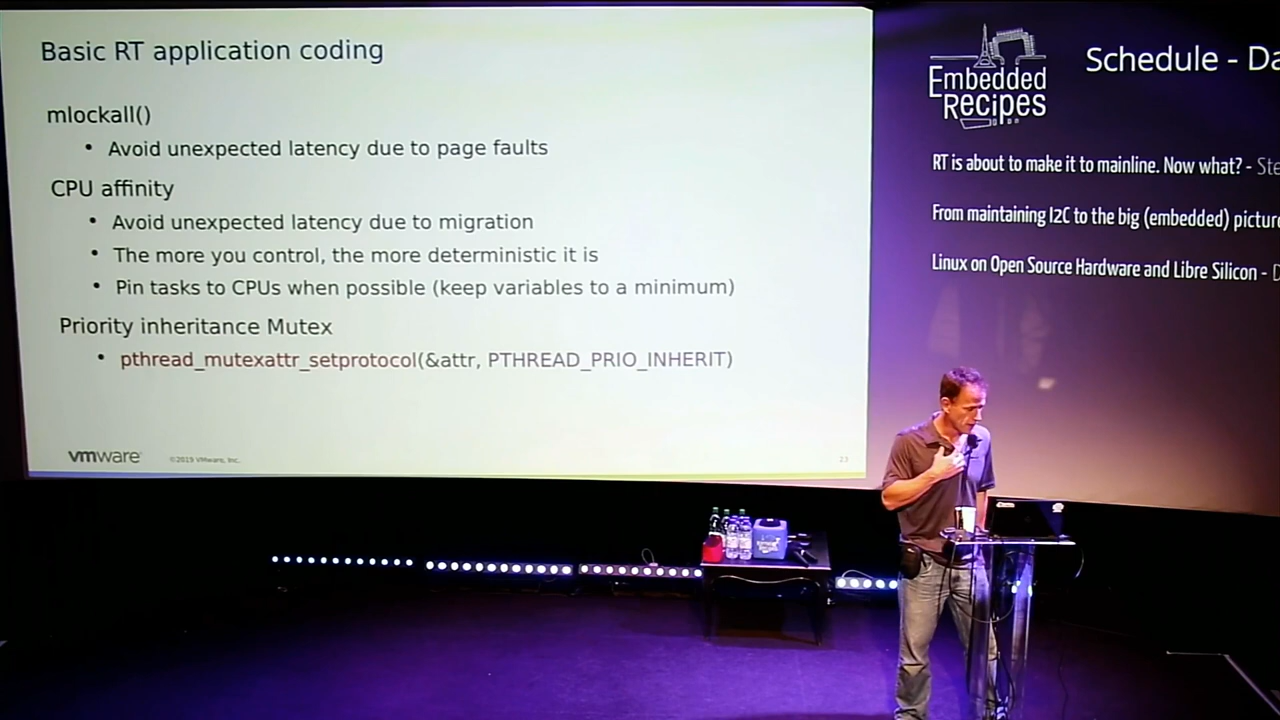 Basic RT application coding
mlockall()
• Avoid unexpected latency due to page faults
CPU affinity
• Avoid unexpected latency due to migration
• The more you control, the more deterministic it is
• Pin tasks to CPUs when possible (keep variables to a minimum)
Priority inheritance Mutex
• pthread_mutexattr_setprotocol(&attr, PTHREAD_PRIO_INHERIT)
vmware
©2019 VMware, Inc.
23
Embedded
Recipes
Schedule - Da
RT is about to make it to mainline. Now what? - Ste
From maintaining I2C to the big (embedded) picture
Linux on Open Source Hardware and Libre Silicon - D